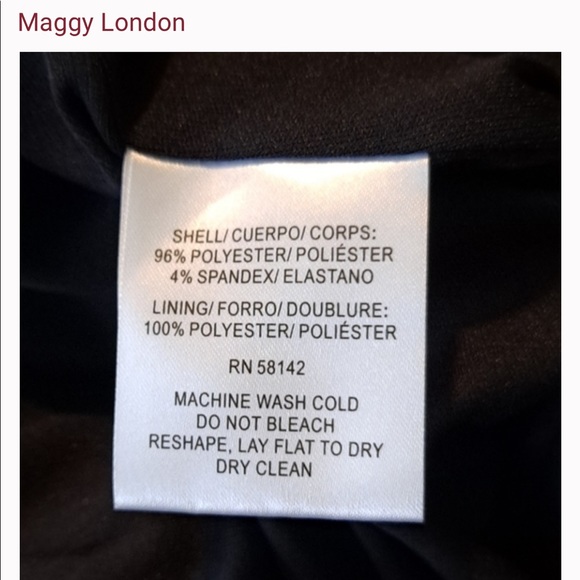 Maggy London
SHELL/ CUERPO/ CORPS:
96% POLYESTER/ POLIÉSTER
4% SPANDEX/ ELASTANO
LINING/ FORRO/ DOUBLURE:
100% POLYESTER/ POLIÉSTER
RN 58142
MACHINE WASH COLD
DO NOT BLEACH
RESHAPE, LAY FLAT TO DRY
DRY CLEAN